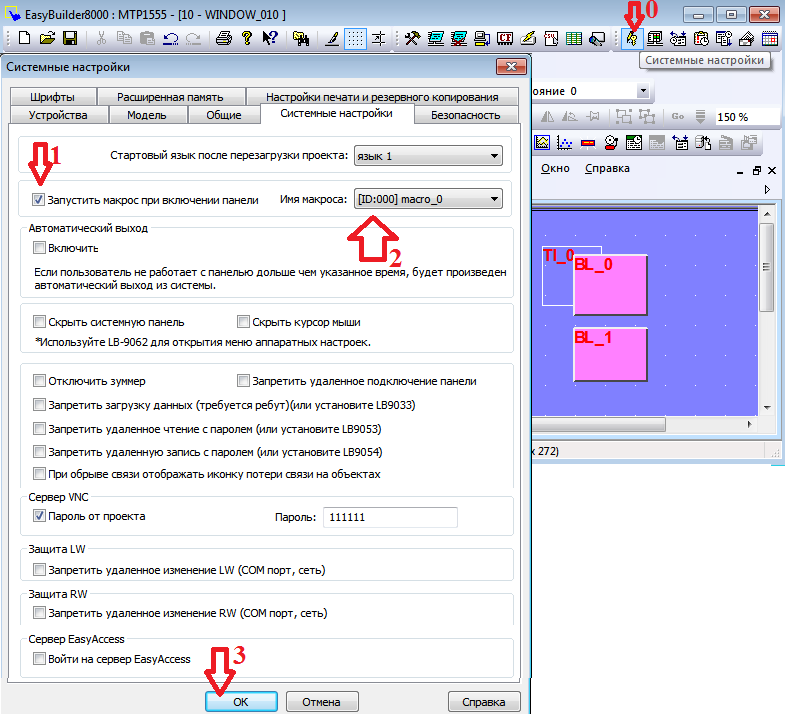 EasyBuilder8000 : MTP1555 - [10 - WINDOW_010 ]
0
Системные настройки
Системные настройки
ояние 0
Шрифты
Расширенная память
Настройки печати и резервного копирования
Устройства
Модель
Общие
Системные настройки
Безопасность
Go
150 %
1
Стартовый язык после перезагрузки проекта:
язык 1
Окно
Справка
Запустить макрос при включении панели
Имя макроса:
[ID:000] macro_0
Автоматический выход
2
Включить
Если пользователь не работает с панелью дольше чем указанное время, будет произведен
автоматический выход из системы.
TI_0
BL_0
BL_1
Скрыть системную панель
Скрыть курсор мыши
*Используйте LB-9062 для открытия меню аппаратных настроек.
Отключить зуммер
Запретить удаленное подключение панели
Запретить загрузку данных (требуется ребут)(или установите LB9033)
Запретить удаленное чтение с паролем (или установите LB9053)
Запретить удаленную запись с паролем (или установите LB9054)
При обрыве связи отображать иконку потери связи на объектах
x 272)
Сервер VNC
Пароль от проекта
Пароль:
111111
Защита LW
Запретить удаленное изменение LW (COM порт, сеть)
Защита RW
Запретить удаленное изменение RW (COM порт, сеть)
Сервер EasyAccess
Войти на сервер EasyAccess
3
OK
Отмена
Справка